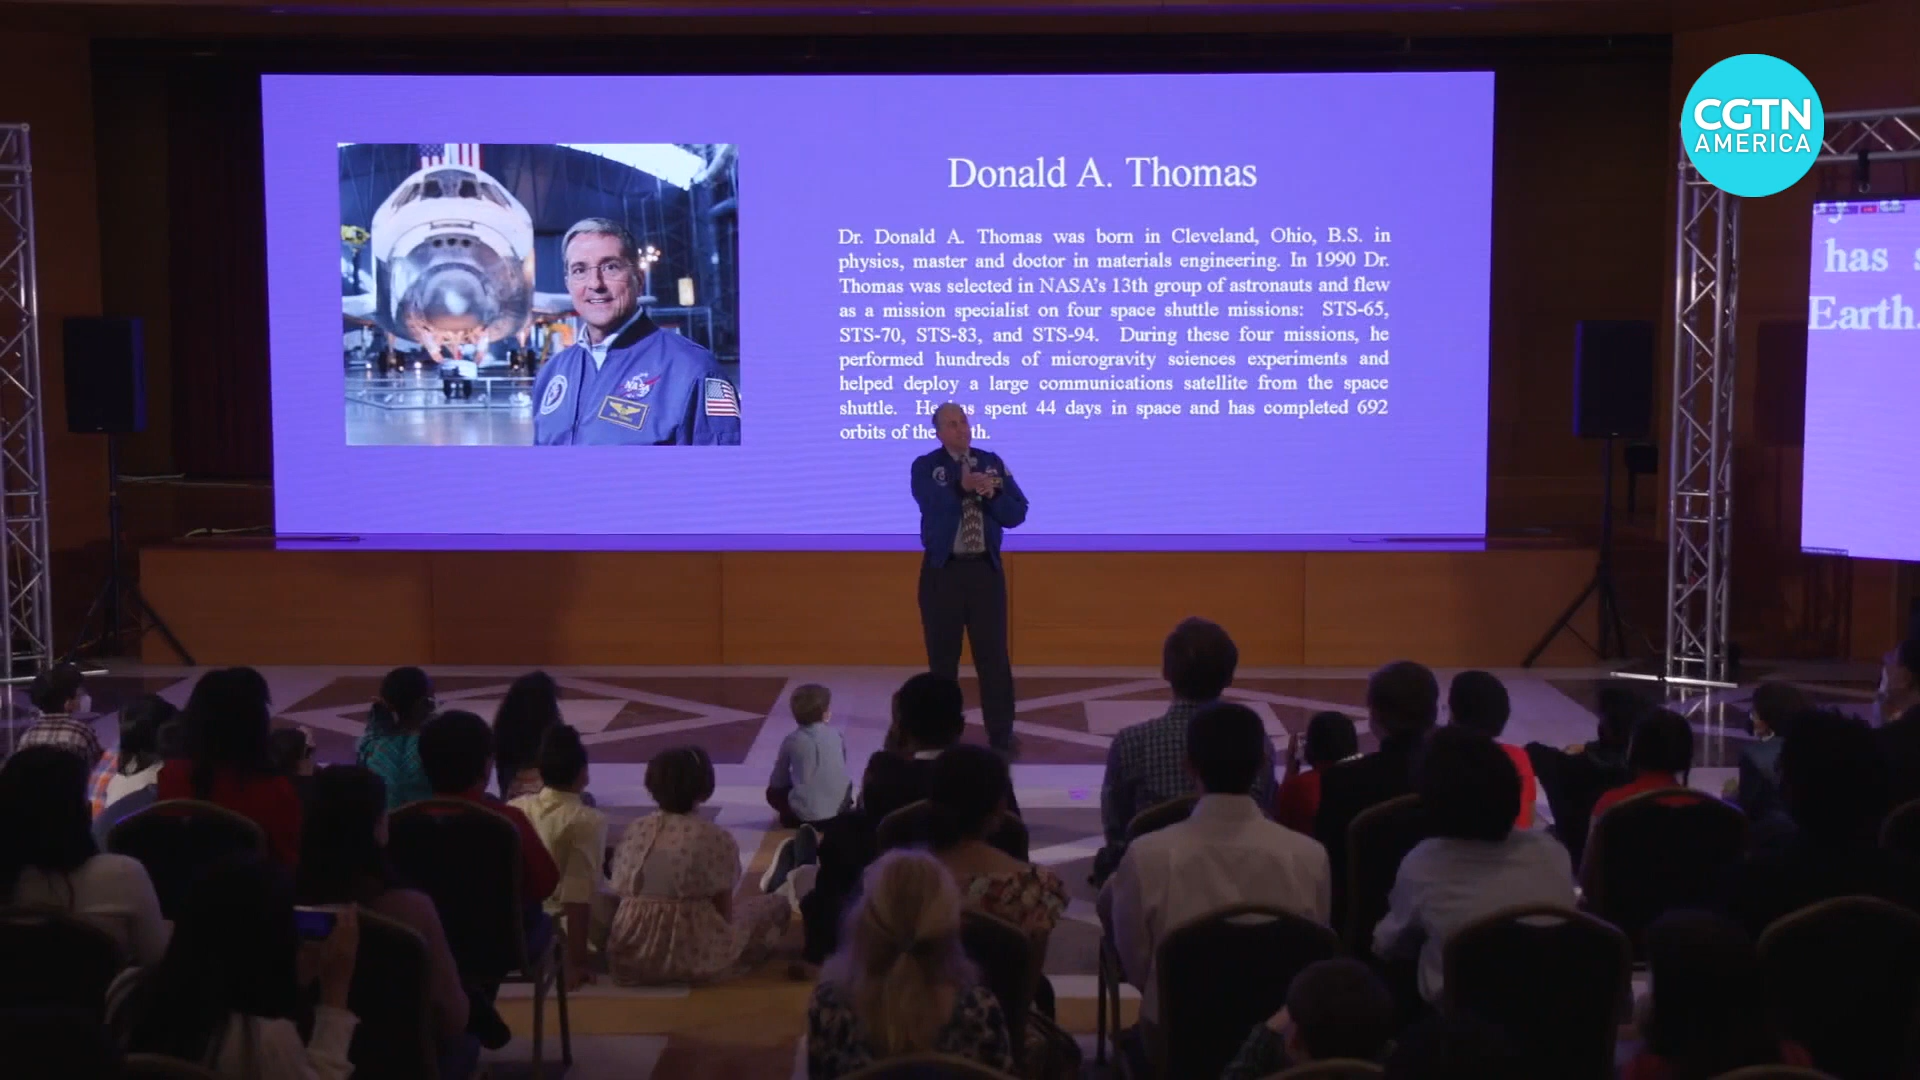 CGTN
AMERICA
Donald A. Thomas
Dr. Donald A. Thomas was born in Cleveland, Ohio, B.S. in
physics, master and doctor in materials engineering. In 1990 Dr.
Thomas was selected in NASA's 13th group of astronauts and flew
as a mission specialist on four space shuttle missions: STS-65,
STS-70, STS-83, and STS-94. During these four missions, he
performed hundreds of microgravity sciences experiments and
helped deploy a large communications satellite from the space
shuttle. spent 44 days in space and has completed 692
orbits of the
NASA
has
Earth.